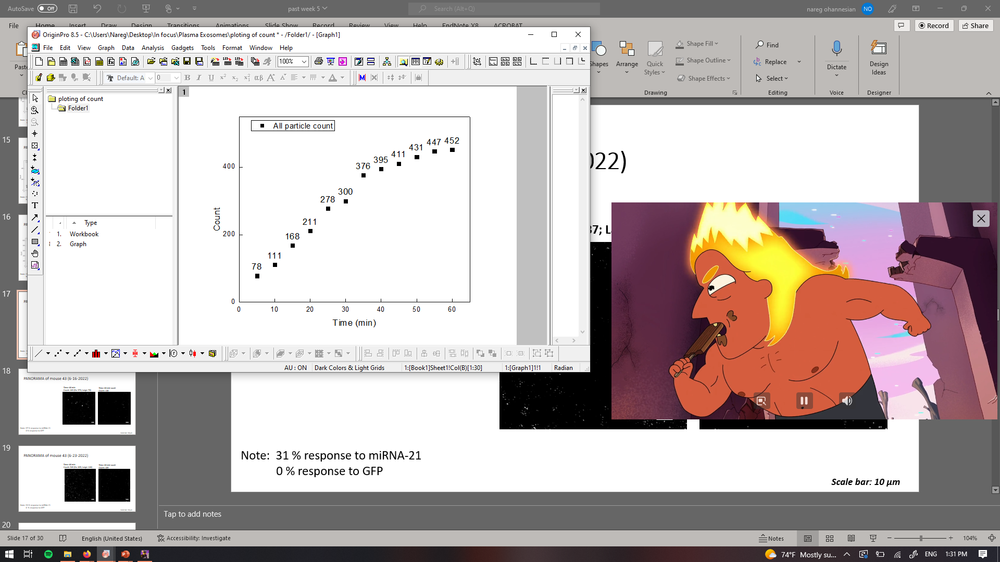 AutoSave Off past week 5 Search (Alt+Q) nareg ohannesian NO
File Home Insert Draw Design Transitions Animations Slide Show Record Review View Help EndNote X8 ACROBAT Record Share
OriginPro 8.5 - C:\Users\Nareg\Desktop\In focus\Plasma Exosomes\ploting of count * - /Folder1/ - [Graph1]
File Edit View Graph Data Analysis Gadgets Tools Format Window Help
100%
Default: A 0 B I U
Paste
Shapes Arrange Quick Styles
Shape Fill
Shape Outline
Shape Effects
Drawing
Find
Replace
Select
Editing
Dictate
Voice
Design Ideas
Designer
ploting of count
Folder1
Type
1. Workbook
2. Graph
1
All particle count
78 111 168 211 278 300 376 395 411 431 447 452
Count
400
200
0
0 10 20 30 40 50 60
Time (min)
AU : ON Dark Colors & Light Grids 1:[Book1]Sheet1!Col(B)[1:30] 1:[Graph1]1!1 Radian
022)
37; L
Note: 31 % response to miRNA-21
0 % response to GFP
Scale bar: 10 µm
15
16
17
18
PANORAMA of mouse 43 (6-16-2022)
19
PANORAMA of mouse 43 (6-23-2022)
20
Tap to add notes
Slide 17 of 30 English (United States) Accessibility: Investigate Notes 104%
74°F Mostly su... ENG 1:31 PM